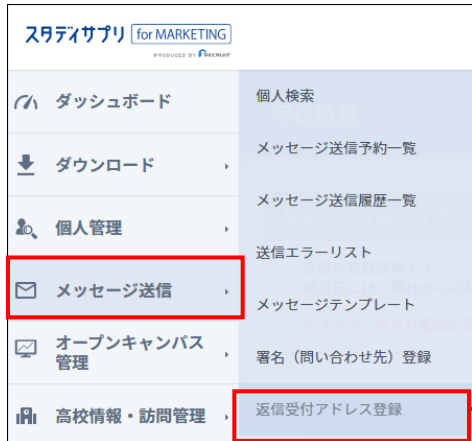 スタディサプリ for MARKETING
PRODUCED BY RECRUIT
ダッシュボード
ダウンロード
個人管理
メッセージ送信
オープンキャンパス
管理
高校情報・訪問管理
個人検索
メッセージ送信予約一覧
メッセージ送信履歴一覧
送信エラーリスト
メッセージテンプレート
署名（問い合わせ先）登録
返信受付アドレス登録
学校情報